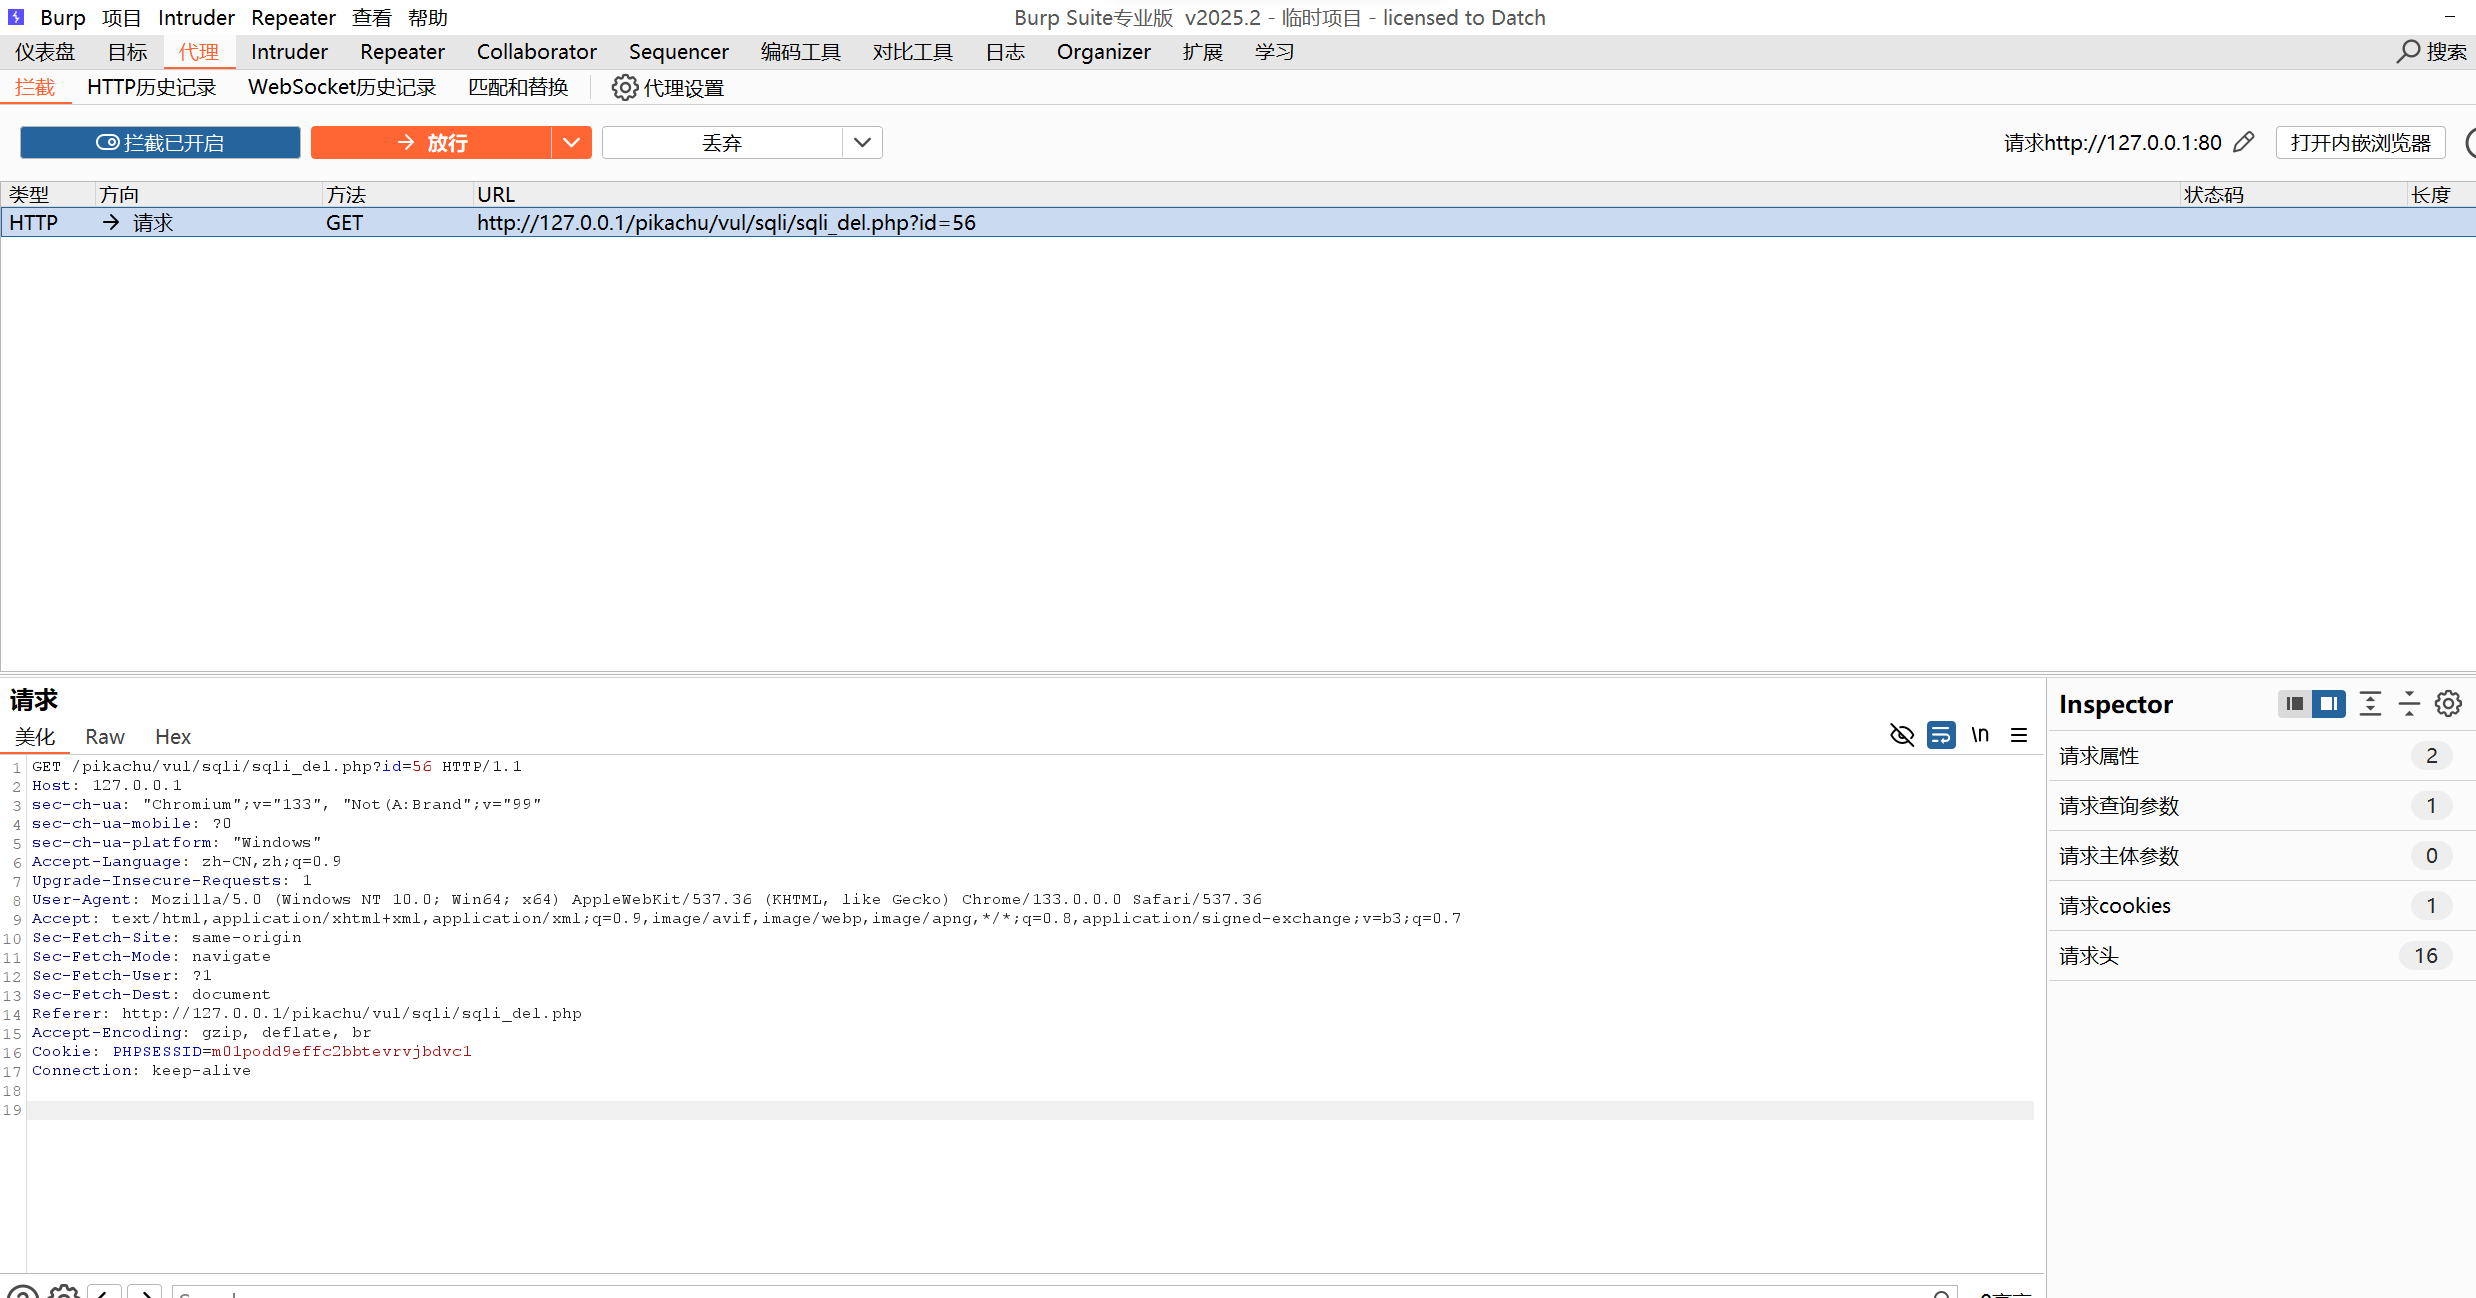 Burp 项目 Intruder Repeater 查看 帮助 Burp Suite专业版 v2025.2 - 临时项目 - licensed to Datch
仪表盘 目标 代理 Intruder Repeater Collaborator Sequencer 编码工具 对比工具 日志 Organizer 扩展 学习 搜索
拦截 HTTP历史记录 WebSocket历史记录 匹配和替换 代理设置
拦截已开启 放行 丢弃 请求http://127.0.0.1:80 打开内嵌浏览器
类型 方向 方法 URL 状态码 长度
HTTP → 请求 GET http://127.0.0.1/pikachu/vul/sqli/sqli_del.php?id=56
请求
美化 Raw Hex \n
1 GET /pikachu/vul/sqli/sqli_del.php?id=56 HTTP/1.1
2 Host: 127.0.0.1
3 sec-ch-ua: "Chromium";v="133", "Not(A:Brand";v="99"
4 sec-ch-ua-mobile: ?0
5 sec-ch-ua-platform: "Windows"
6 Accept-Language: zh-CN,zh;q=0.9
7 Upgrade-Insecure-Requests: 1
8 User-Agent: Mozilla/5.0 (Windows NT 10.0; Win64; x64) AppleWebKit/537.36 (KHTML, like Gecko) Chrome/133.0.0.0 Safari/537.36
9 Accept: text/html,application/xhtml+xml,application/xml;q=0.9,image/avif,image/webp,image/apng,*/*;q=0.8,application/signed-exchange;v=b3;q=0.7
10 Sec-Fetch-Site: same-origin
11 Sec-Fetch-Mode: navigate
12 Sec-Fetch-User: ?1
13 Sec-Fetch-Dest: document
14 Referer: http://127.0.0.1/pikachu/vul/sqli/sqli_del.php
15 Accept-Encoding: gzip, deflate, br
16 Cookie: PHPSESSID=m01podd9effc2bbtevrvjbdvc1
17 Connection: keep-alive
18
19
Inspector
请求属性 2
请求查询参数 1
请求主体参数 0
请求cookies 1
请求头 16